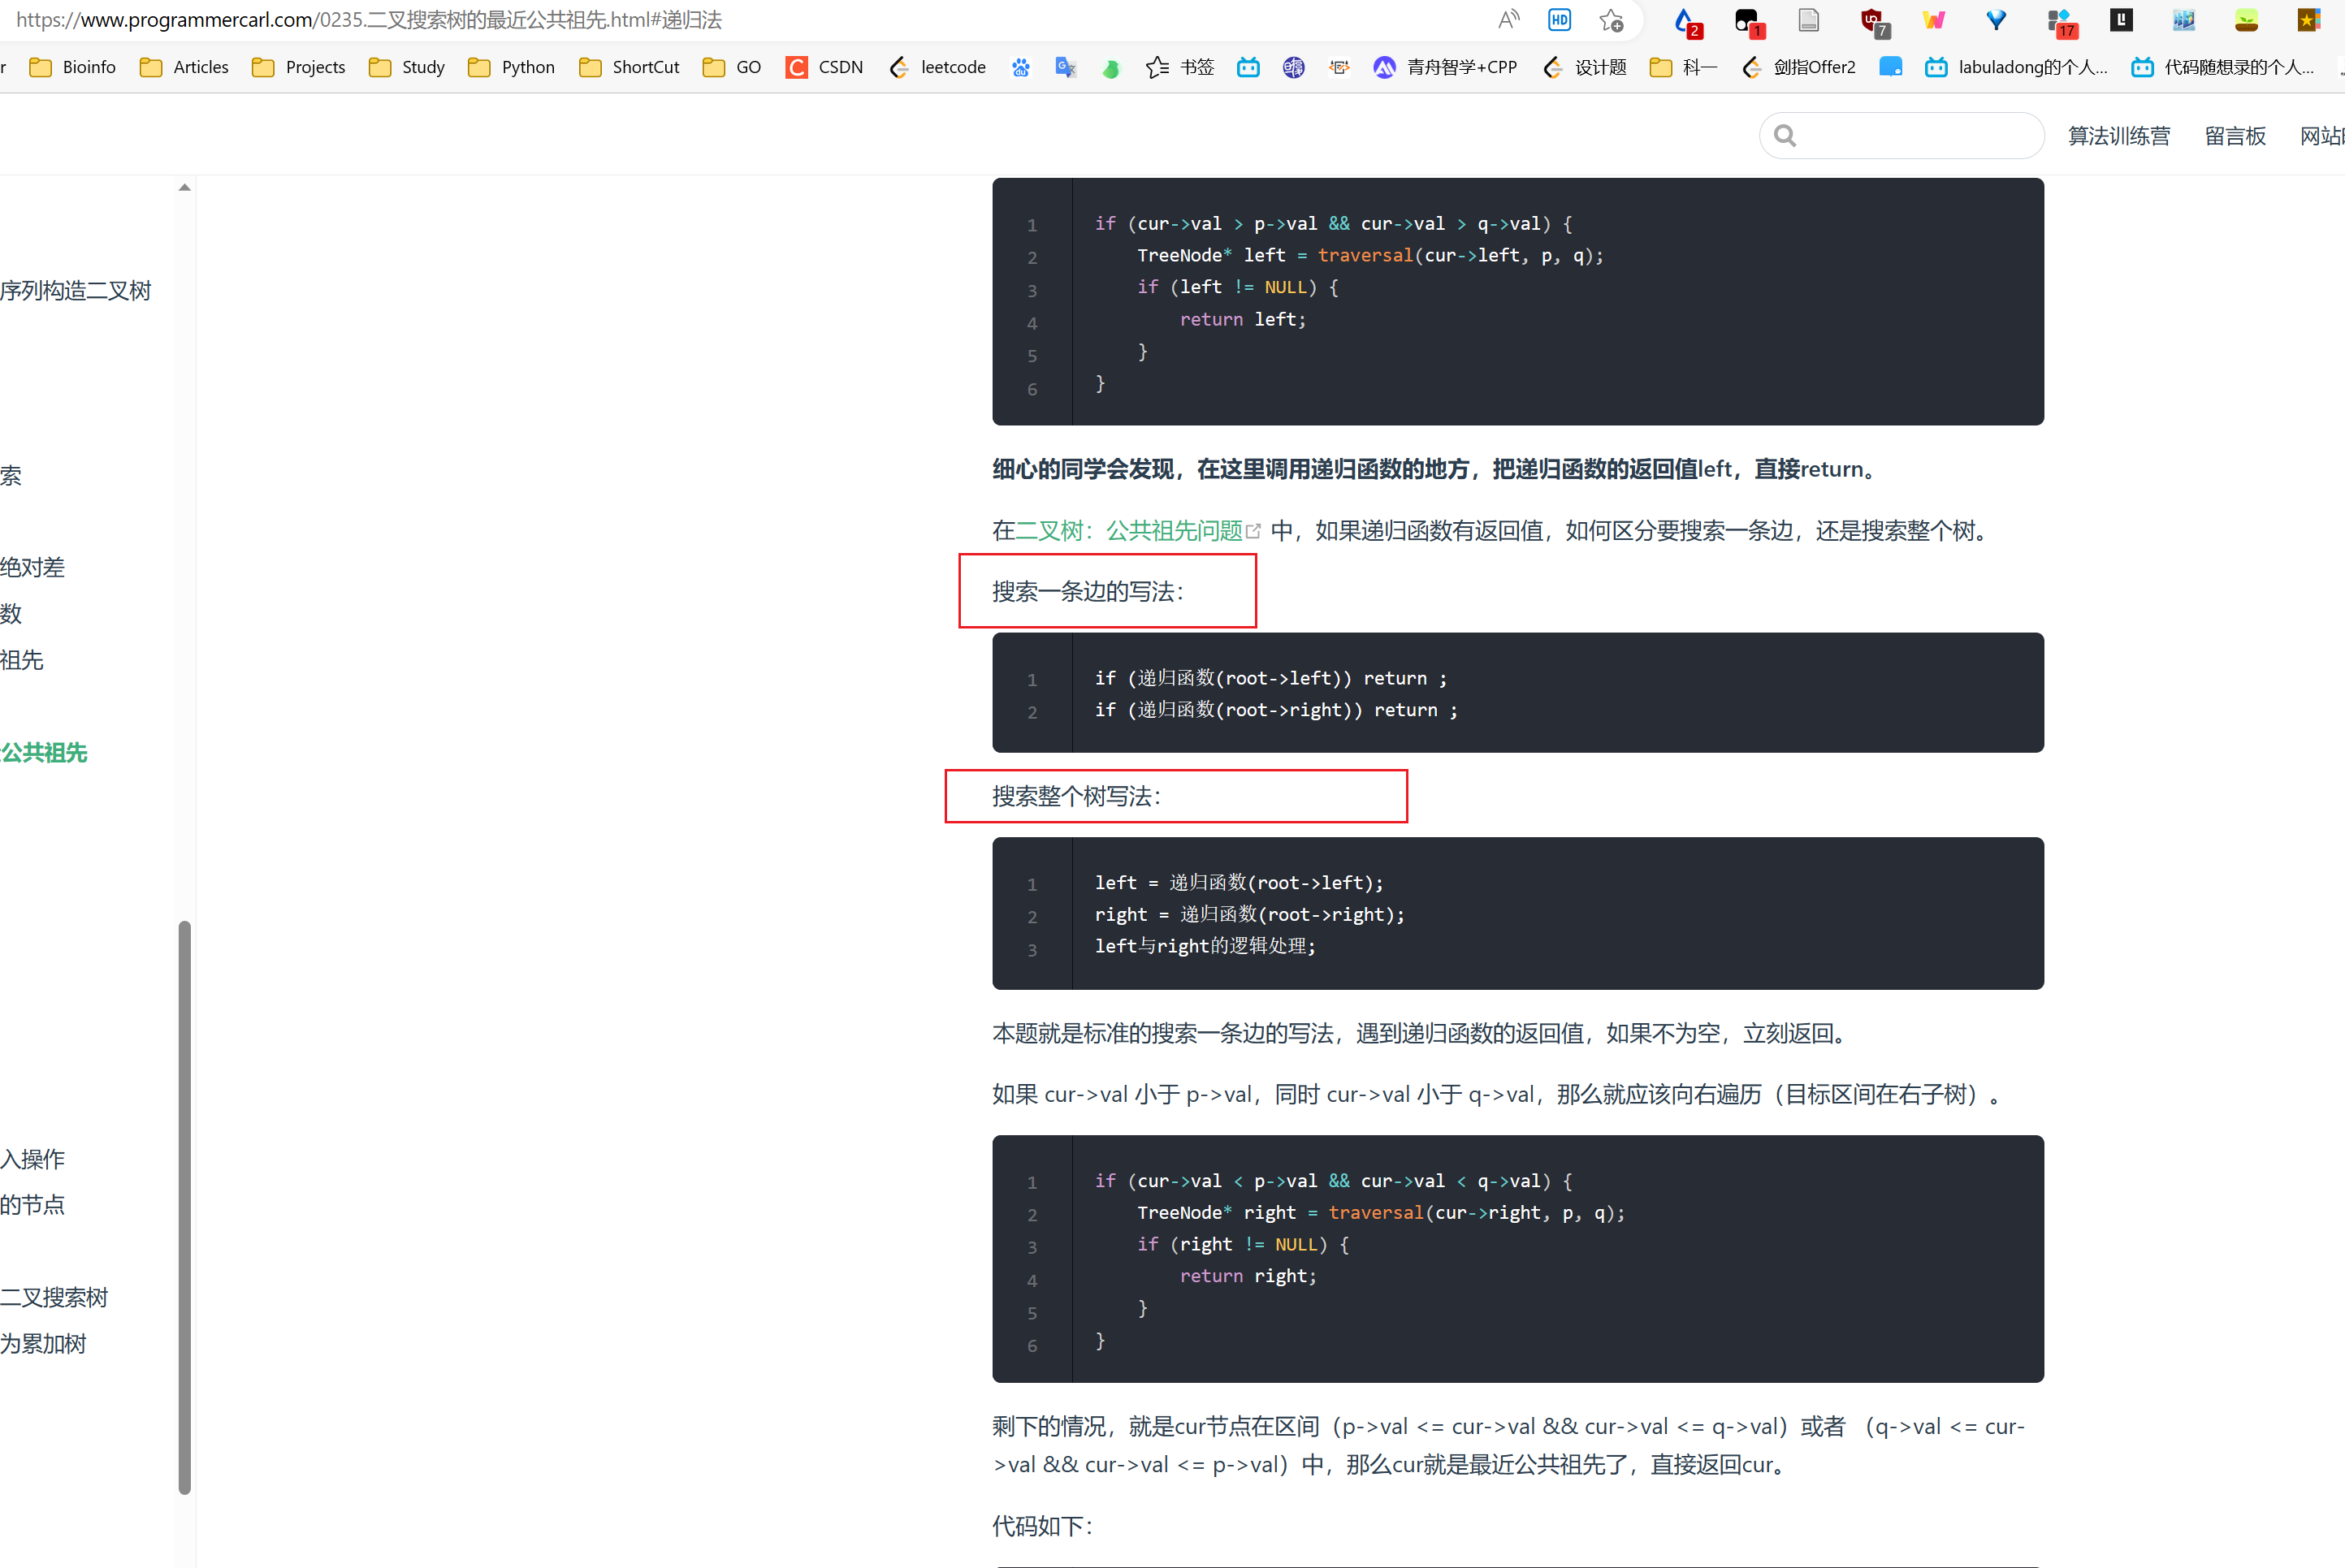 https://www.programmercarl.com/0235.二叉搜索树的最近公共祖先.html#递归法
HD
2
1
7
17
r Bioinfo Articles Projects Study Python ShortCut GO CSDN leetcode 书签 青舟智学+CPP 设计题 科一 剑指Offer2 labuladong的个人... 代码随想录的个人...
算法训练营 留言板
序列构造二叉树
索
绝对差
数
祖先
公共祖先
入操作
的节点
二叉搜索树
为累加树
1 if (cur->val > p->val && cur->val > q->val) {
2 TreeNode* left = traversal(cur->left, p, q);
3 if (left != NULL) {
4 return left;
5 }
6 }
细心的同学会发现，在这里调用递归函数的地方，把递归函数的返回值left，直接return。
在二叉树：公共祖先问题 中，如果递归函数有返回值，如何区分要搜索一条边，还是搜索整个树。
搜索一条边的写法：
1 if (递归函数(root->left)) return ;
2 if (递归函数(root->right)) return ;
搜索整个树写法：
1 left = 递归函数(root->left);
2 right = 递归函数(root->right);
3 left与right的逻辑处理;
本题就是标准的搜索一条边的写法，遇到递归函数的返回值，如果不为空，立刻返回。
如果 cur->val 小于 p->val，同时 cur->val 小于 q->val，那么就应该向右遍历（目标区间在右子树）。
1 if (cur->val < p->val && cur->val < q->val) {
2 TreeNode* right = traversal(cur->right, p, q);
3 if (right != NULL) {
4 return right;
5 }
6 }
剩下的情况，就是cur节点在区间（p->val <= cur->val && cur->val <= q->val）或者 （q->val <= cur-
>val && cur->val <= p->val）中，那么cur就是最近公共祖先了，直接返回cur。
代码如下：